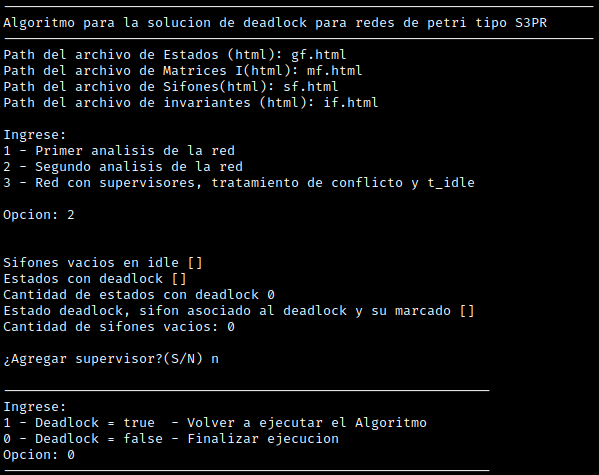 Algoritmo para la solucion de deadlock para redes de petri tipo S3PR
Path del archivo de Estados (html): gf.html
Path del archivo de Matrices I(html): mf.html
Path del archivo de Sifones(html): sf.html
Path del archivo de invariantes (html): if.html
Ingrese:
1 - Primer analisis de la red
2 - Segundo analisis de la red
3 - Red con supervisores, tratamiento de conflicto y t_idle
Opcion: 2
Sifones vacios en idle []
Estados con deadlock []
Cantidad de estados con deadlock 0
Estado deadlock, sifon asociado al deadlock y su marcado []
Cantidad de sifones vacios: 0
¿Agregar supervisor?(S/N) n
Ingrese:
1 - Deadlock = true  - Volver a ejecutar el Algoritmo
0 - Deadlock = false - Finalizar ejecucion
Opcion: 0